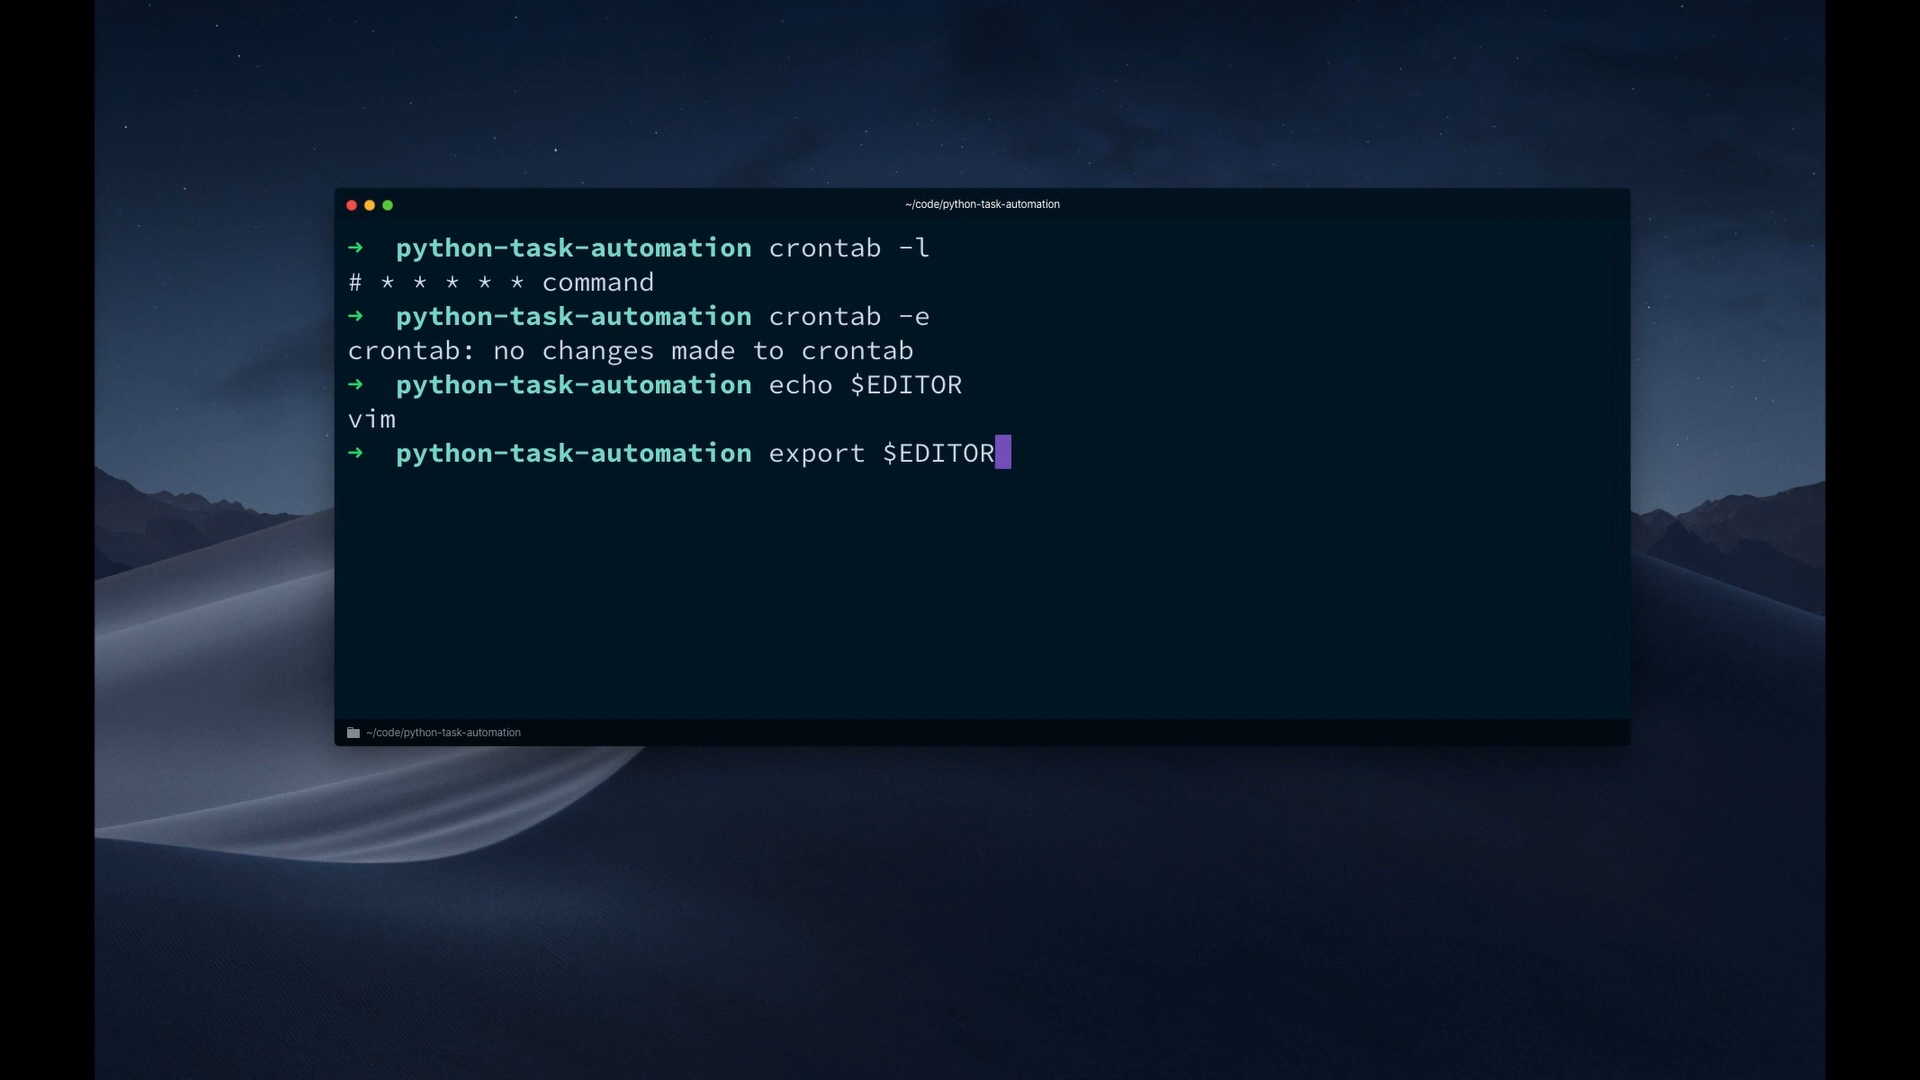 ~/code/python-task-automation
➜ python-task-automation crontab -l
# * * * * * command
➜ python-task-automation crontab -e
crontab: no changes made to crontab
➜ python-task-automation echo $EDITOR
vim
➜ python-task-automation export $EDITOR
~/code/python-task-automation